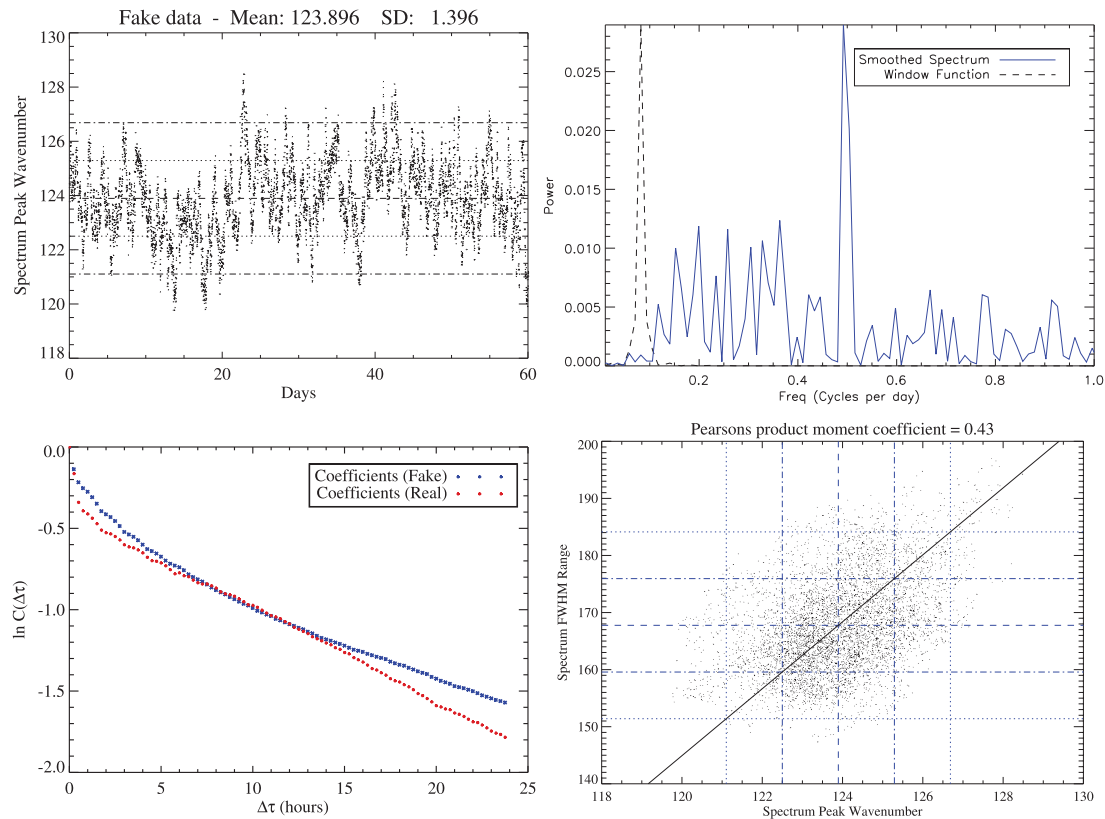 Fake data - Mean: 123.896 SD: 1.396
130
128
126
124
122
120
118
Spectrum Peak Wavenumber
0 10 20 30 40 50 60
Days
0.025
0.020
0.015
0.010
0.005
0.000
Power
Smoothed Spectrum
Window Function
0.2 0.4 0.6 0.8 1.0
Freq (Cycles per day)
0.0
-0.5
-1.0
-1.5
-2.0
ln C(Δτ)
Coefficients (Fake)
Coefficients (Real)
0 5 10 15 20 25
Δτ (hours)
Pearsons product moment coefficient = 0.43
200
190
180
170
160
150
140
Spectrum FWHM Range
118 120 122 124 126 128 130
Spectrum Peak Wavenumber